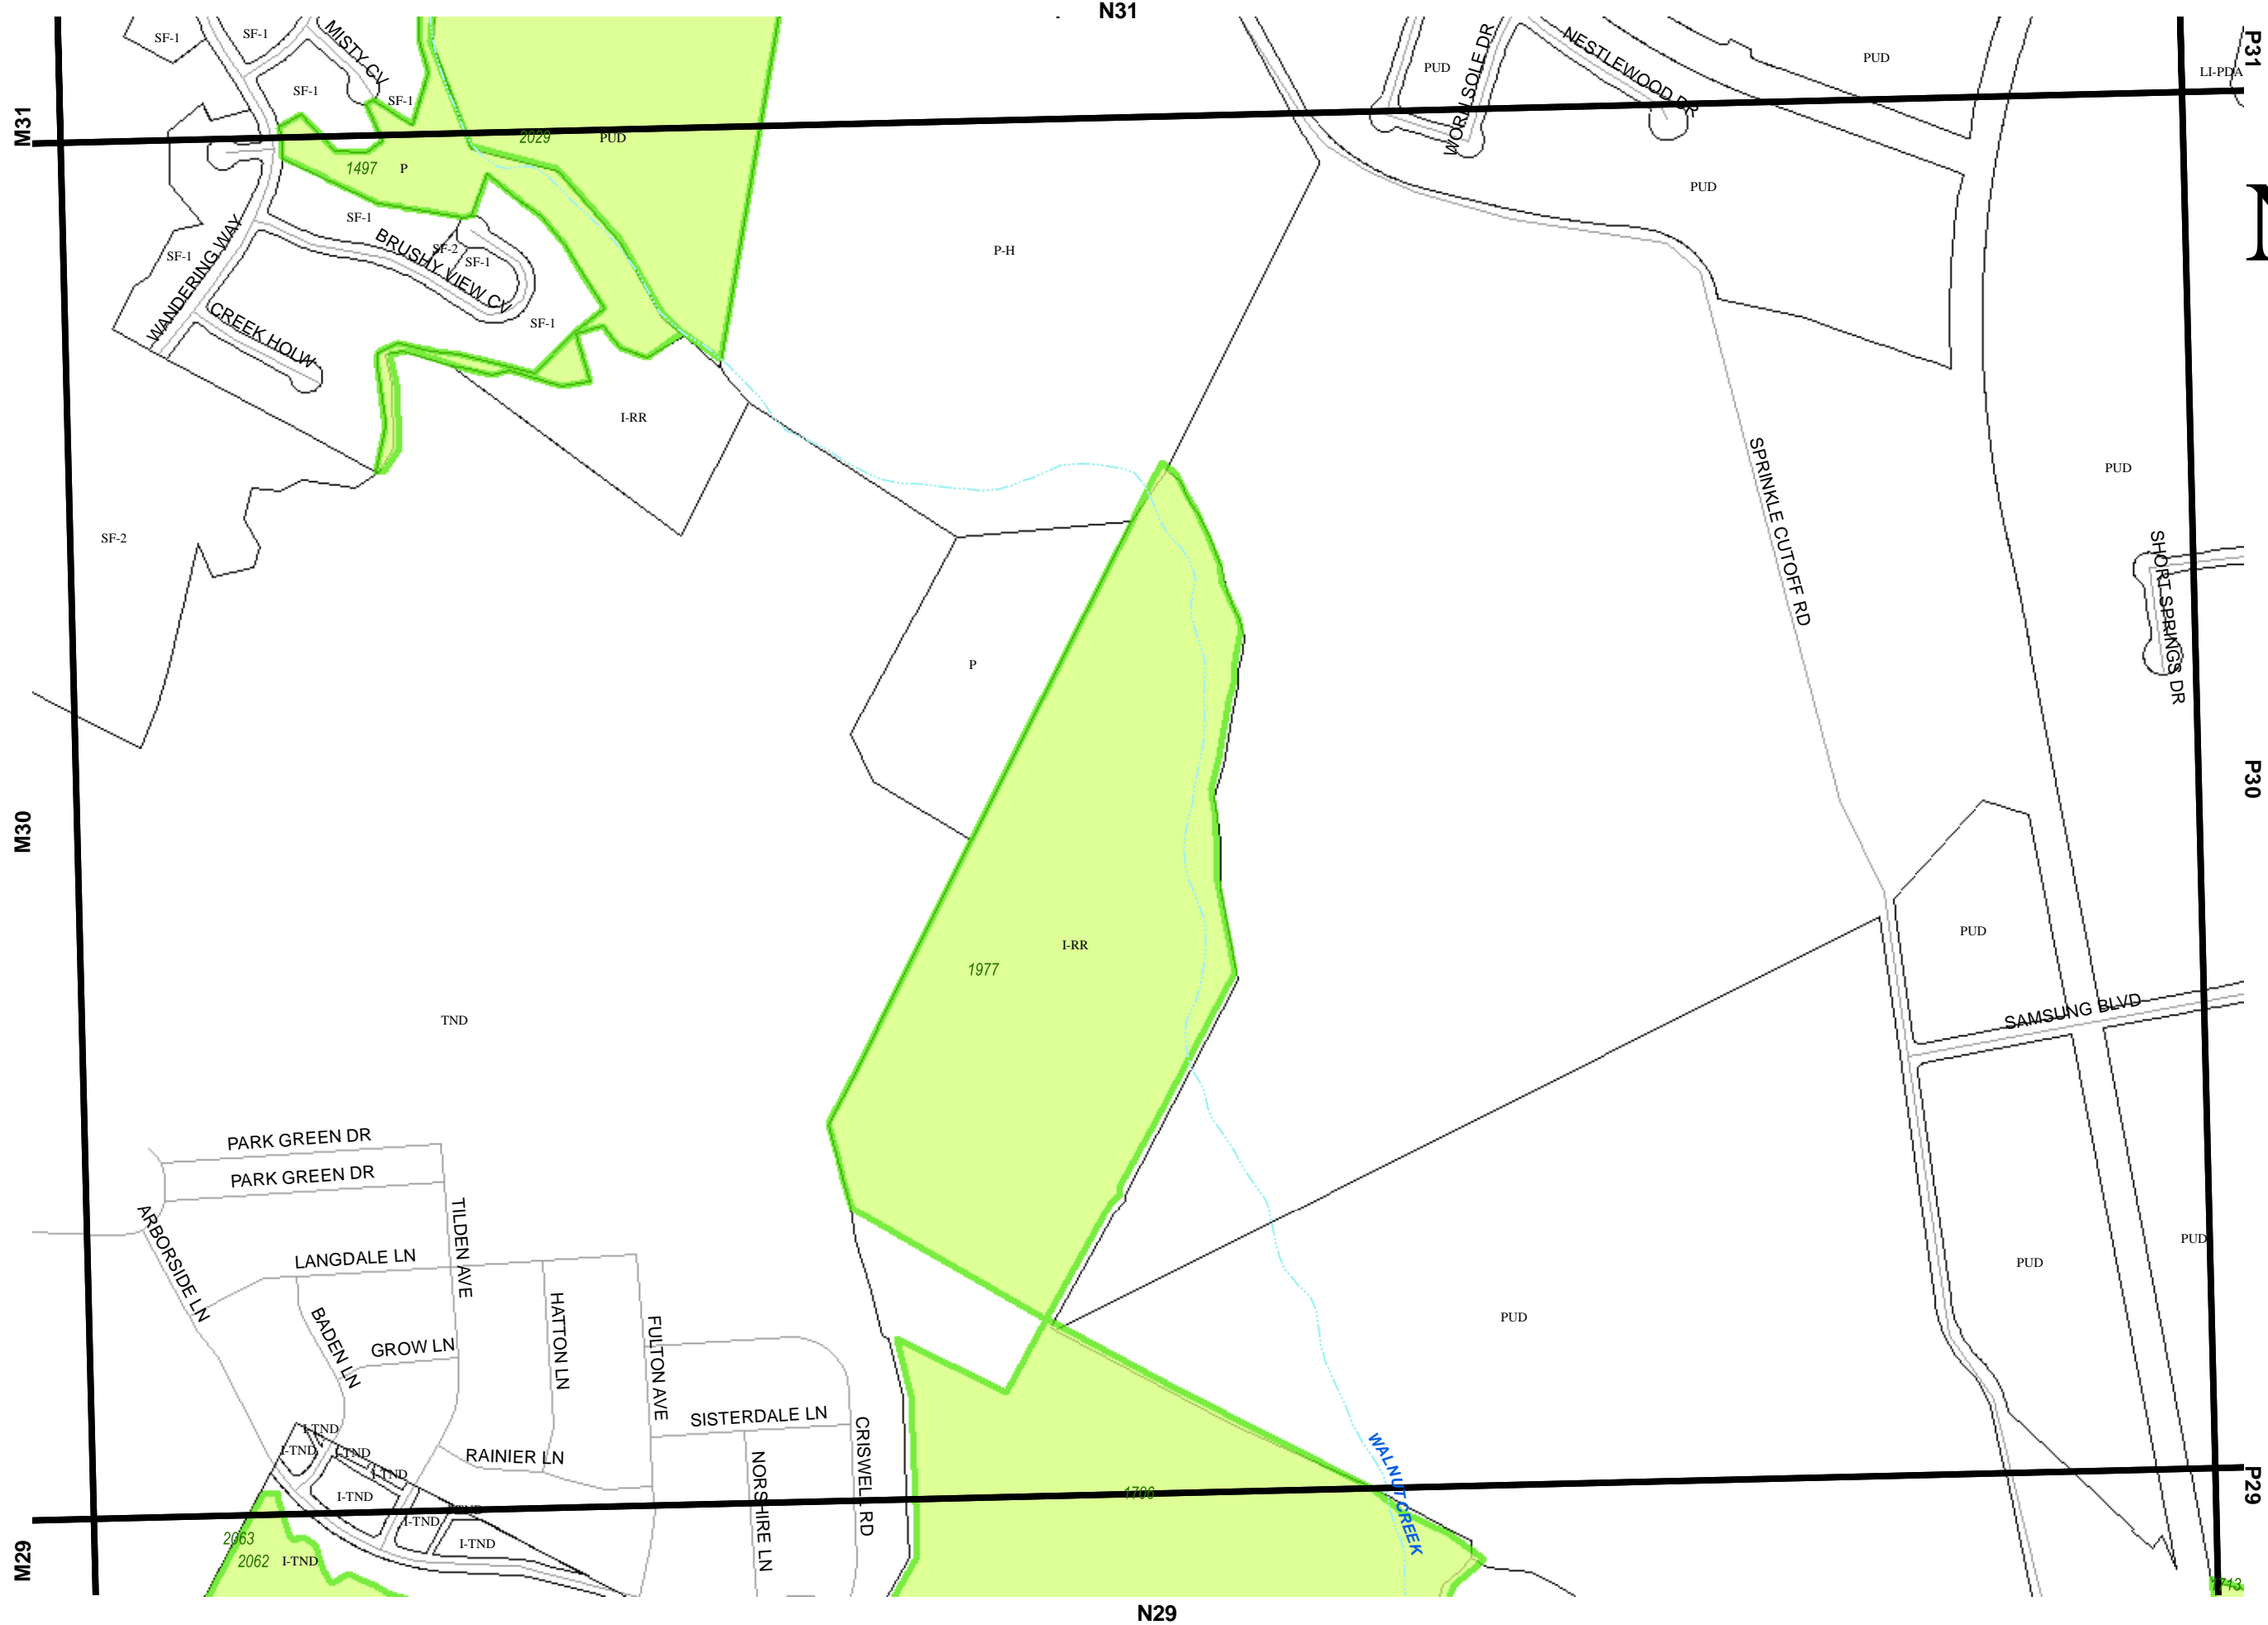 N31
SF-1
SF-1
MISTY CV
WORLSOLE DR
NESTLEWOOD DR
PUD
PUD
P31
LI-PDA
SF-1
SF-1
M31
2029
PUD
1497
P
PUD
SF-1
WANDERING WAY
BRUSHY VIEW CV
SF-2
SF-1
SF-1
P-H
N
CREEK HOLW
SF-1
I-RR
SPRINKLE CUTOFF RD
PUD
SF-2
SHORT SPRINGS DR
P
M30
P30
I-RR
1977
PUD
TND
SAMSUNG BLVD
PARK GREEN DR
PARK GREEN DR
ARBORSIDE LN
TILDEN AVE
LANGDALE LN
PUD
PUD
BADEN LN
GROW LN
HATTON LN
FULTON AVE
PUD
SISTERDALE LN
CRISWELL RD
I-TND
I-TND
I-TND
I-TND
RAINIER LN
NORSHIRE LN
WALNUT CREEK
I-TND
1706
P29
I-TND
I-TND
2063
2062
I-TND
M29
1713
N29